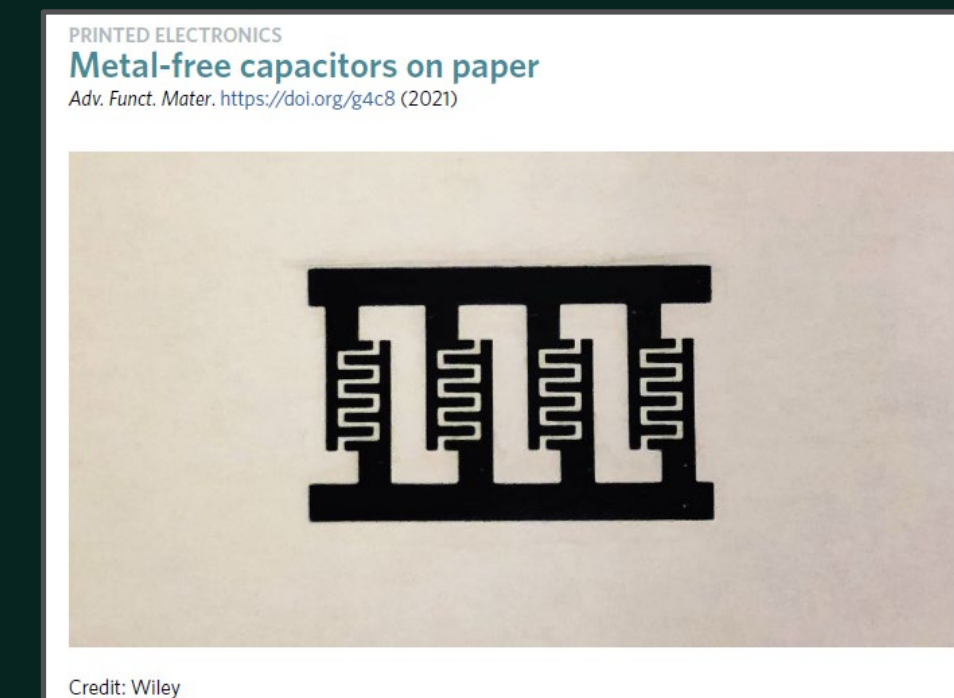 PRINTED ELECTRONICS
Metal-free capacitors on paper
Adv. Funct. Mater. https://doi.org/g4c8 (2021)
Credit: Wiley